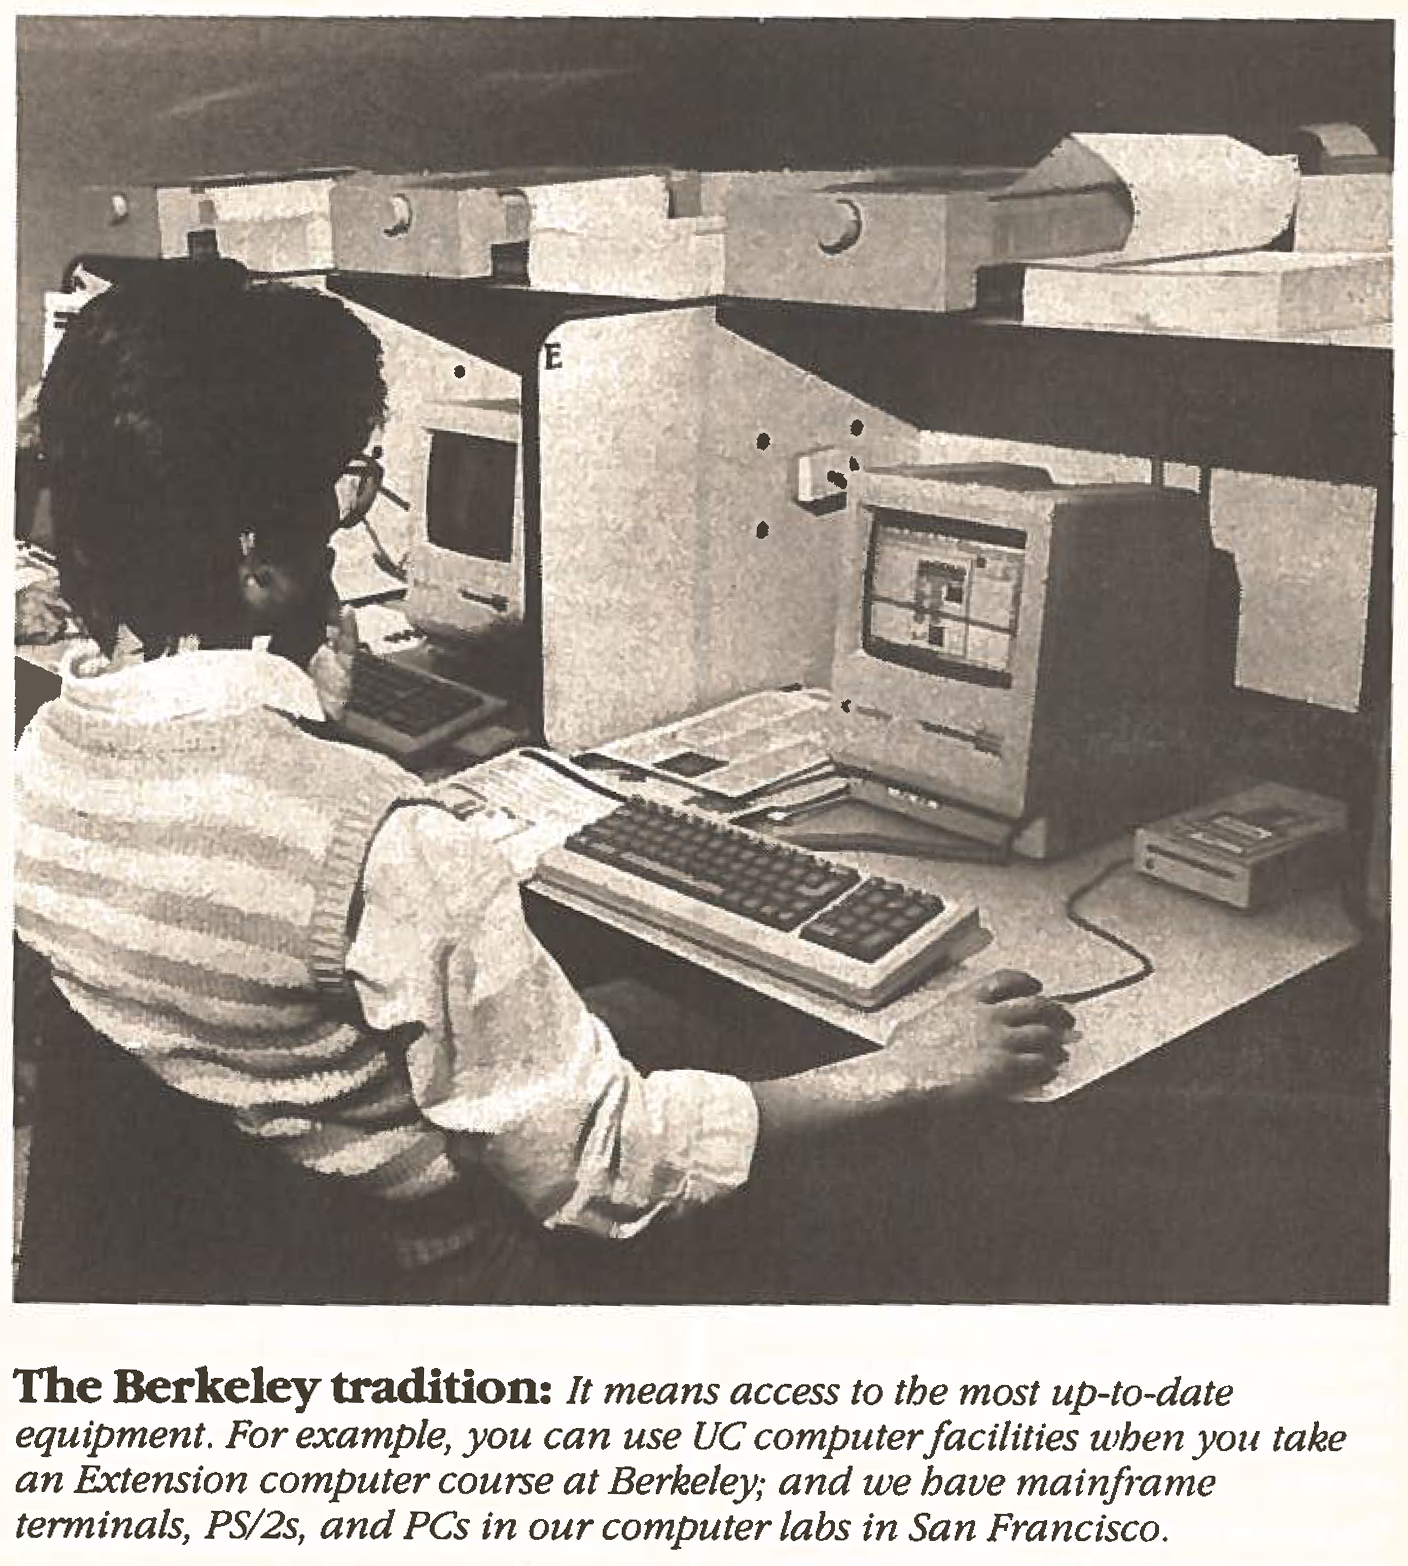 E
The Berkeley tradition: It means access to the most up-to-date
equipment. For example, you can use UC computer facilities when you take
an Extension computer course at Berkeley; and we have mainframe
terminals, PS/2s, and PCs in our computer labs in San Francisco.